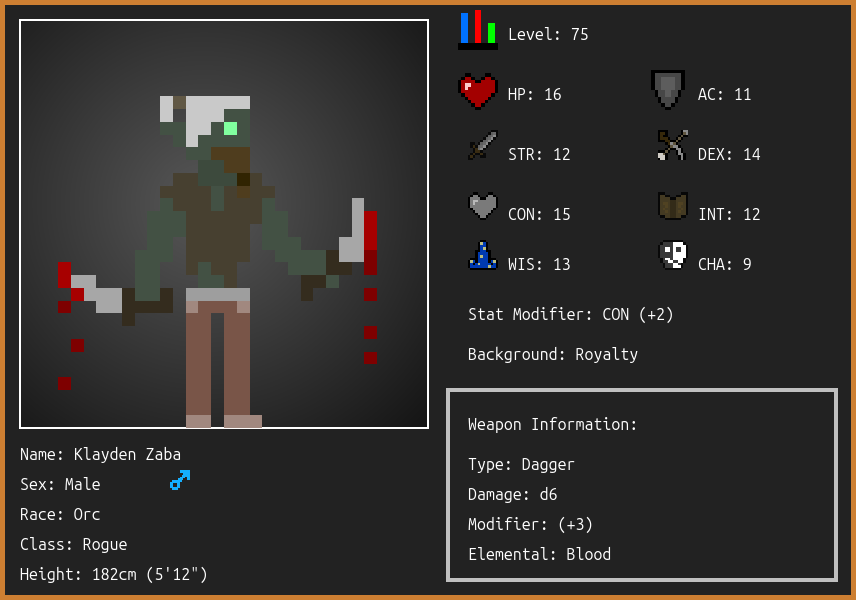 Level: 75
HP: 16
AC: 11
STR: 12
DEX: 14
CON: 15
INT: 12
WIS: 13
CHA: 9
Stat Modifier: CON (+2)
Background: Royalty
Weapon Information:
Type: Dagger
Damage: d6
Modifier: (+3)
Elemental: Blood
Name: Klayden Zaba
Sex: Male
Race: Orc
Class: Rogue
Height: 182cm (5'12")